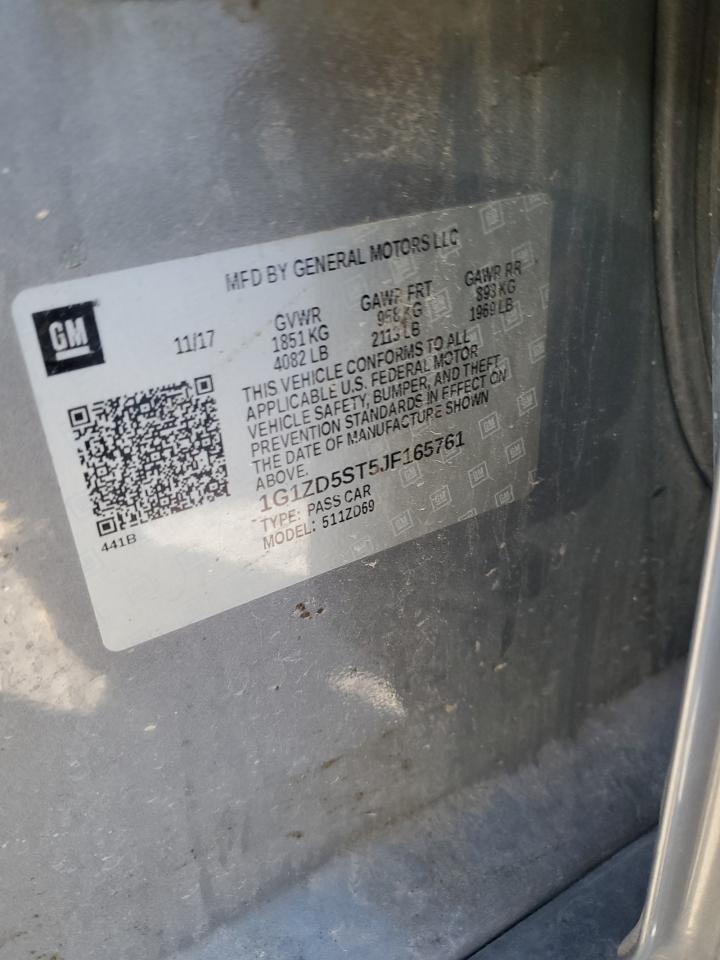 MFD BY GENERAL MOTORS LLC
GM
11/17
GVWR
1851 KG
4082 LB
GAWR FRT
958 KG
2113 LB
GAWR RR
893 KG
1969 LB
THIS VEHICLE CONFORMS TO ALL
APPLICABLE U.S. FEDERAL MOTOR
VEHICLE SAFETY, BUMPER, AND THEFT
PREVENTION STANDARDS IN EFFECT ON
THE DATE OF MANUFACTURE SHOWN
ABOVE.
1G1ZD5ST5JF165761
TYPE: PASS CAR
MODEL: 511ZD69
441B